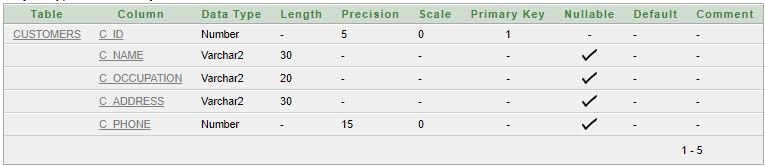 Table Column Data Type Length Precision Scale Primary Key Nullable Default Comment
CUSTOMERS C_ID Number - 5 0 1 - - -
C_NAME Varchar2 30 - - - ✓ - -
C_OCCUPATION Varchar2 20 - - - ✓ - -
C_ADDRESS Varchar2 30 - - - ✓ - -
C_PHONE Number - 15 0 - ✓ - -
1 - 5